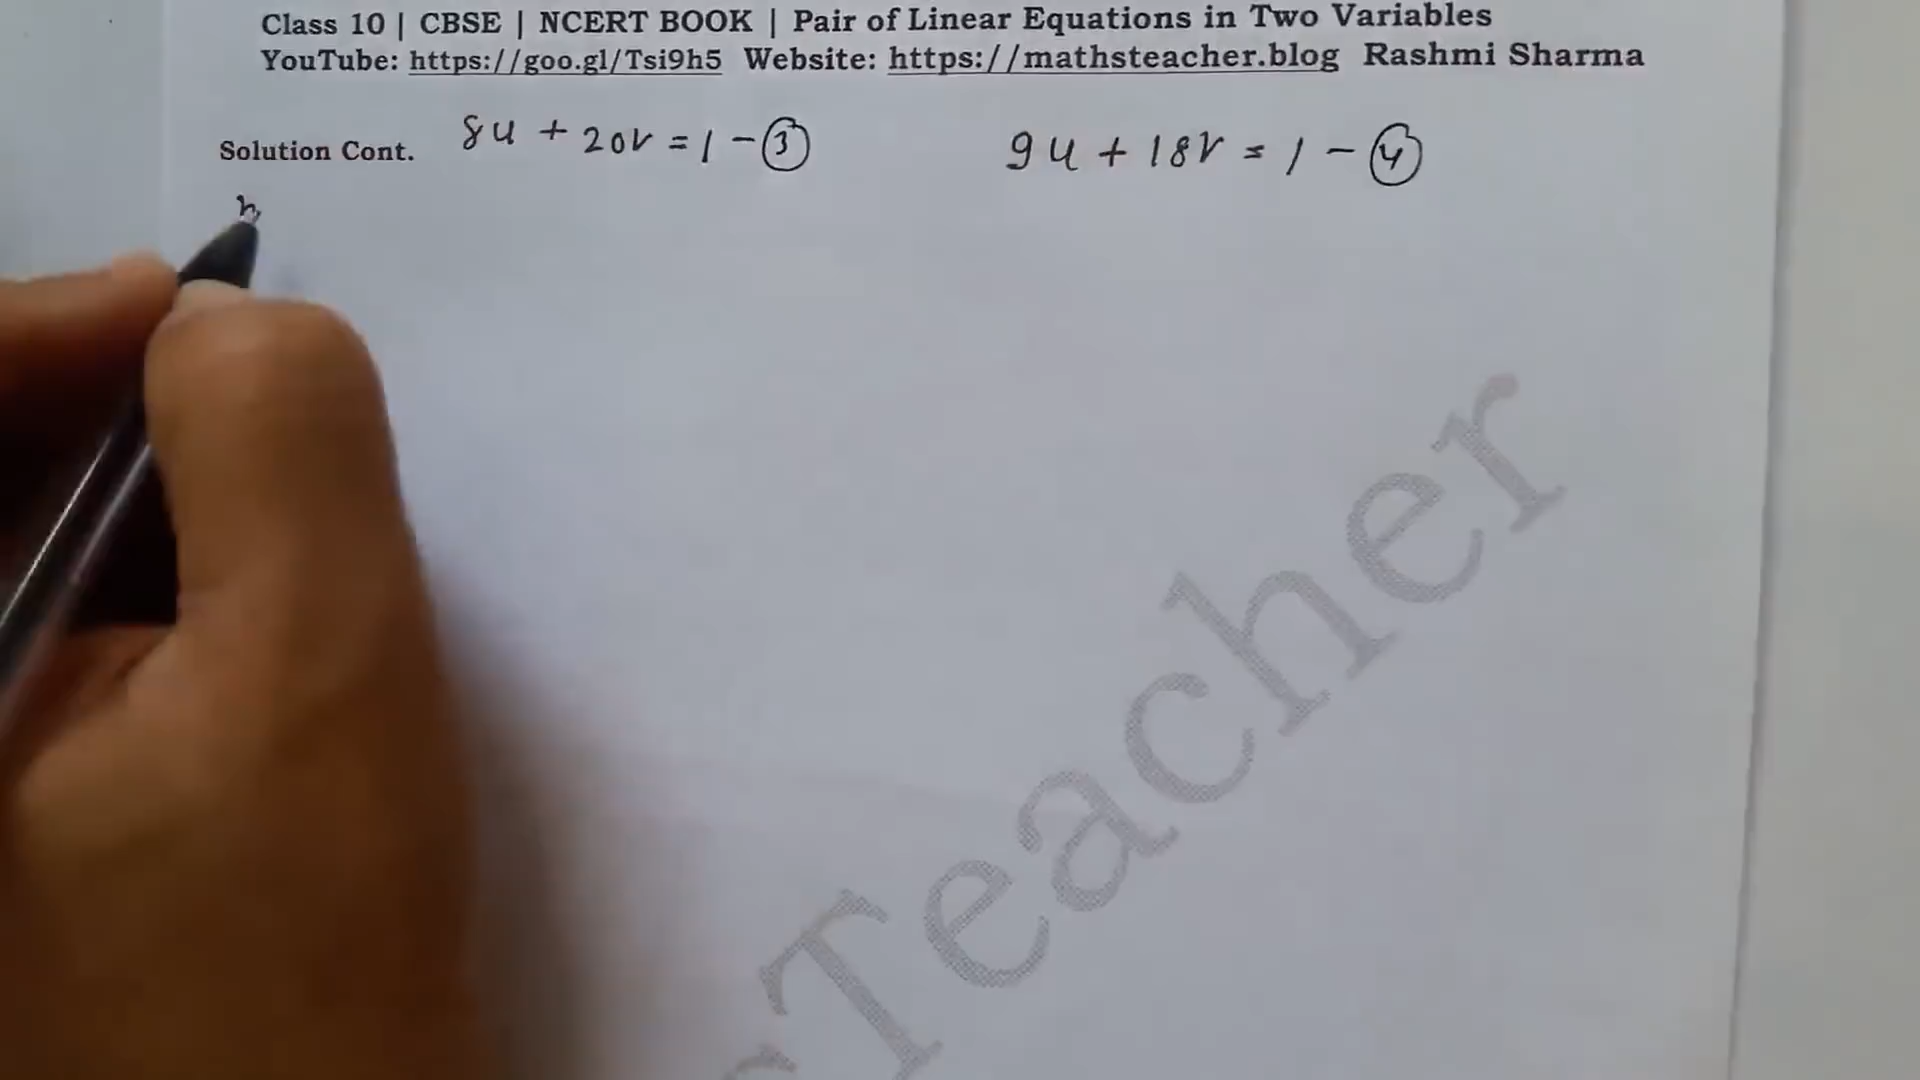 Class 10 | CBSE | NCERT BOOK | Pair of Linear Equations in Two Variables
YouTube: https://goo.gl/Tsi9h5 Website: https://mathsteacher.blog Rashmi Sharma
Solution Cont. 8u + 20v = 1 - ③ 9u + 18v = 1 - ④
Teacher